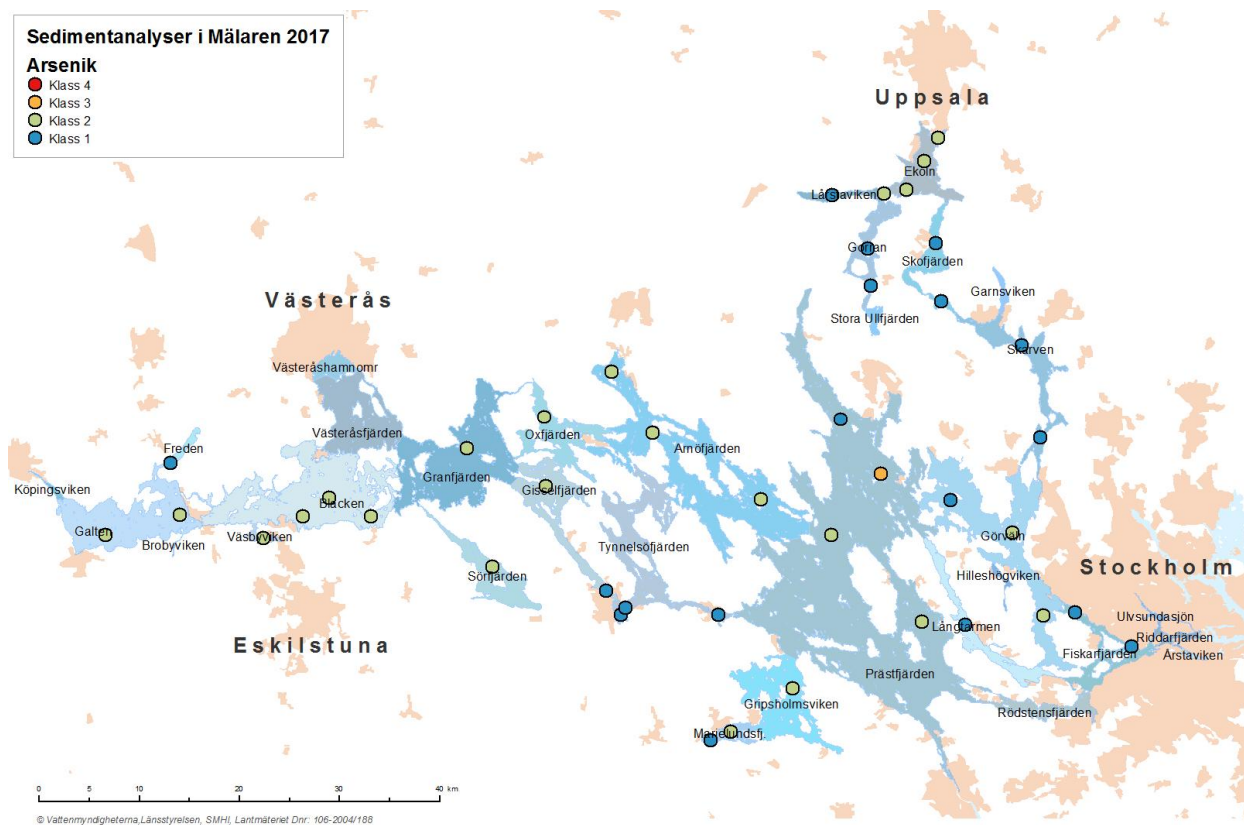 Sedimentanalyser i Mälaren 2017
Arsenik
Klass 4
Klass 3
Klass 2
Klass 1
Uppsala
Ekoln
Lårstaviken
Gorran
Skofjärden
Garnsviken
Stora Ullfjärden
Västerås
Skarven
Västeråshamnomr
Västeråsfjärden
Oxfjärden
Arnöfjärden
Freden
Granfjärden
Gisselfjärden
Köpingsviken
Blacken
Galten
Väsbyviken
Görväln
Brobyviken
Tynnelsöfjärden
Stockholm
Sörfjärden
Hilleshögviken
Ulvsundasjön
Långtarmen
Riddarfjärden
Eskilstuna
Fiskarfjärden
Årstaviken
Prästfjärden
Gripsholmsviken
Rödstensfjärden
Marielundsfj.
0 5 10 20 30 40 km
© Vattenmyndigheterna,Länsstyrelsen, SMHI, Lantmäteriet Dnr: 106-2004/188